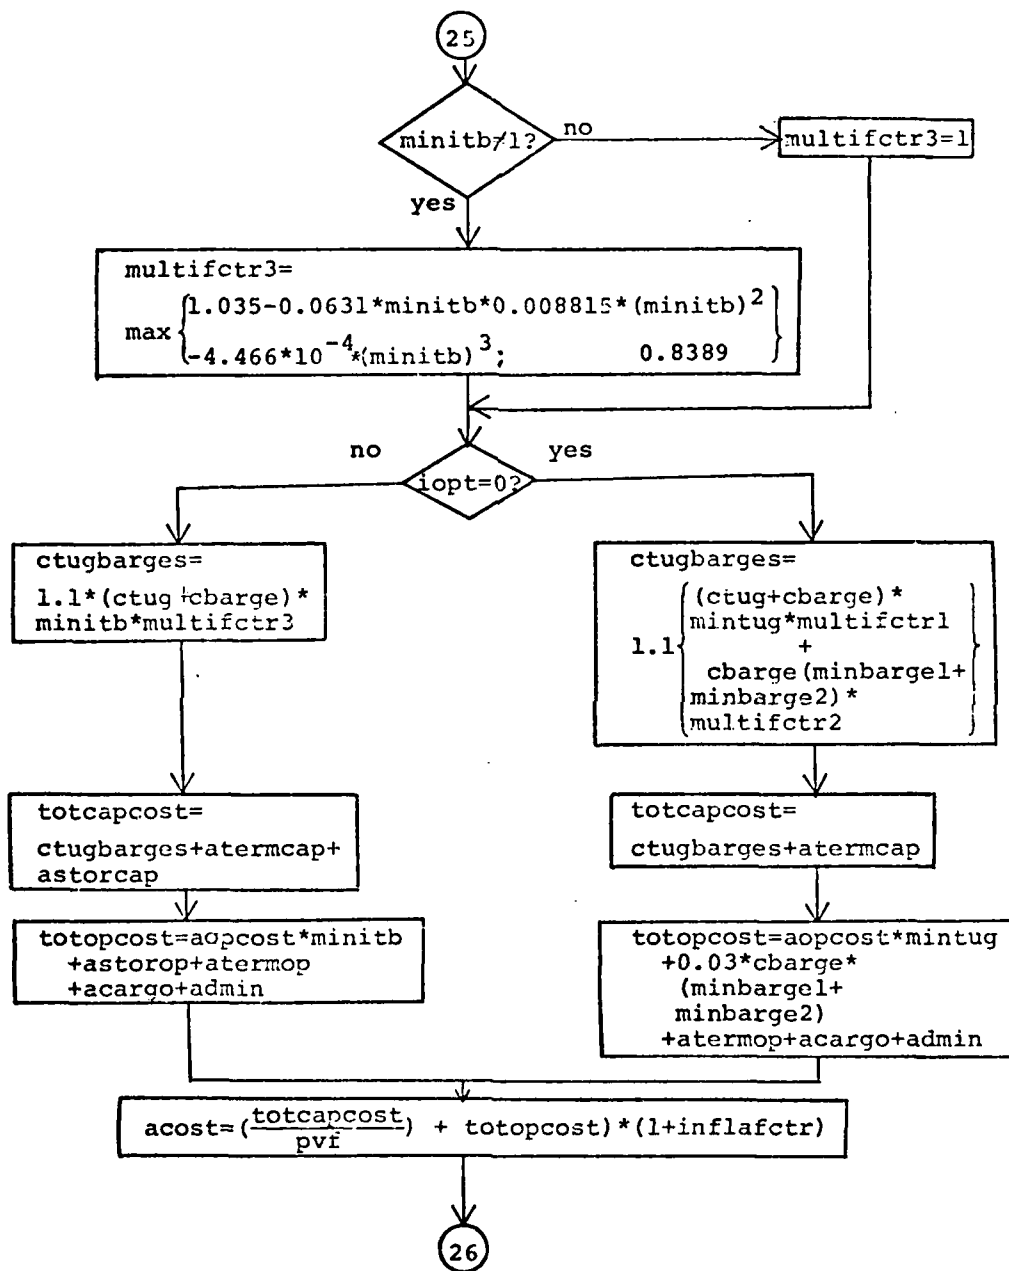 25
minitb≠1?
no
multifctr3=1
yes
multifctr3=
max { 1.035-0.0631*minitb*0.008815*(minitb)²
-4.466*10⁻⁴*(minitb)³; 0.8389 }
no
yes
iopt=0?
ctugbarges=
1.1*(ctug+cbarge)*
minitb*multifctr3
ctugbarges=
1.1 { (ctug+cbarge)*
mintug*multifctr1
+
cbarge(minbarge1+
minbarge2)*
multifctr2 }
totcapcost=
ctugbarges+atermcap+
astorcap
totcapcost=
ctugbarges+atermcap
totopcost=aopcost*minitb
+astorop+atermop
+acargo+admin
totopcost=aopcost*mintug
+0.03*cbarge*
(minbarge1+
minbarge2)
+atermop+acargo+admin
acost=(totcapcost/pvf) + totopcost)*(1+inflafctr)
26